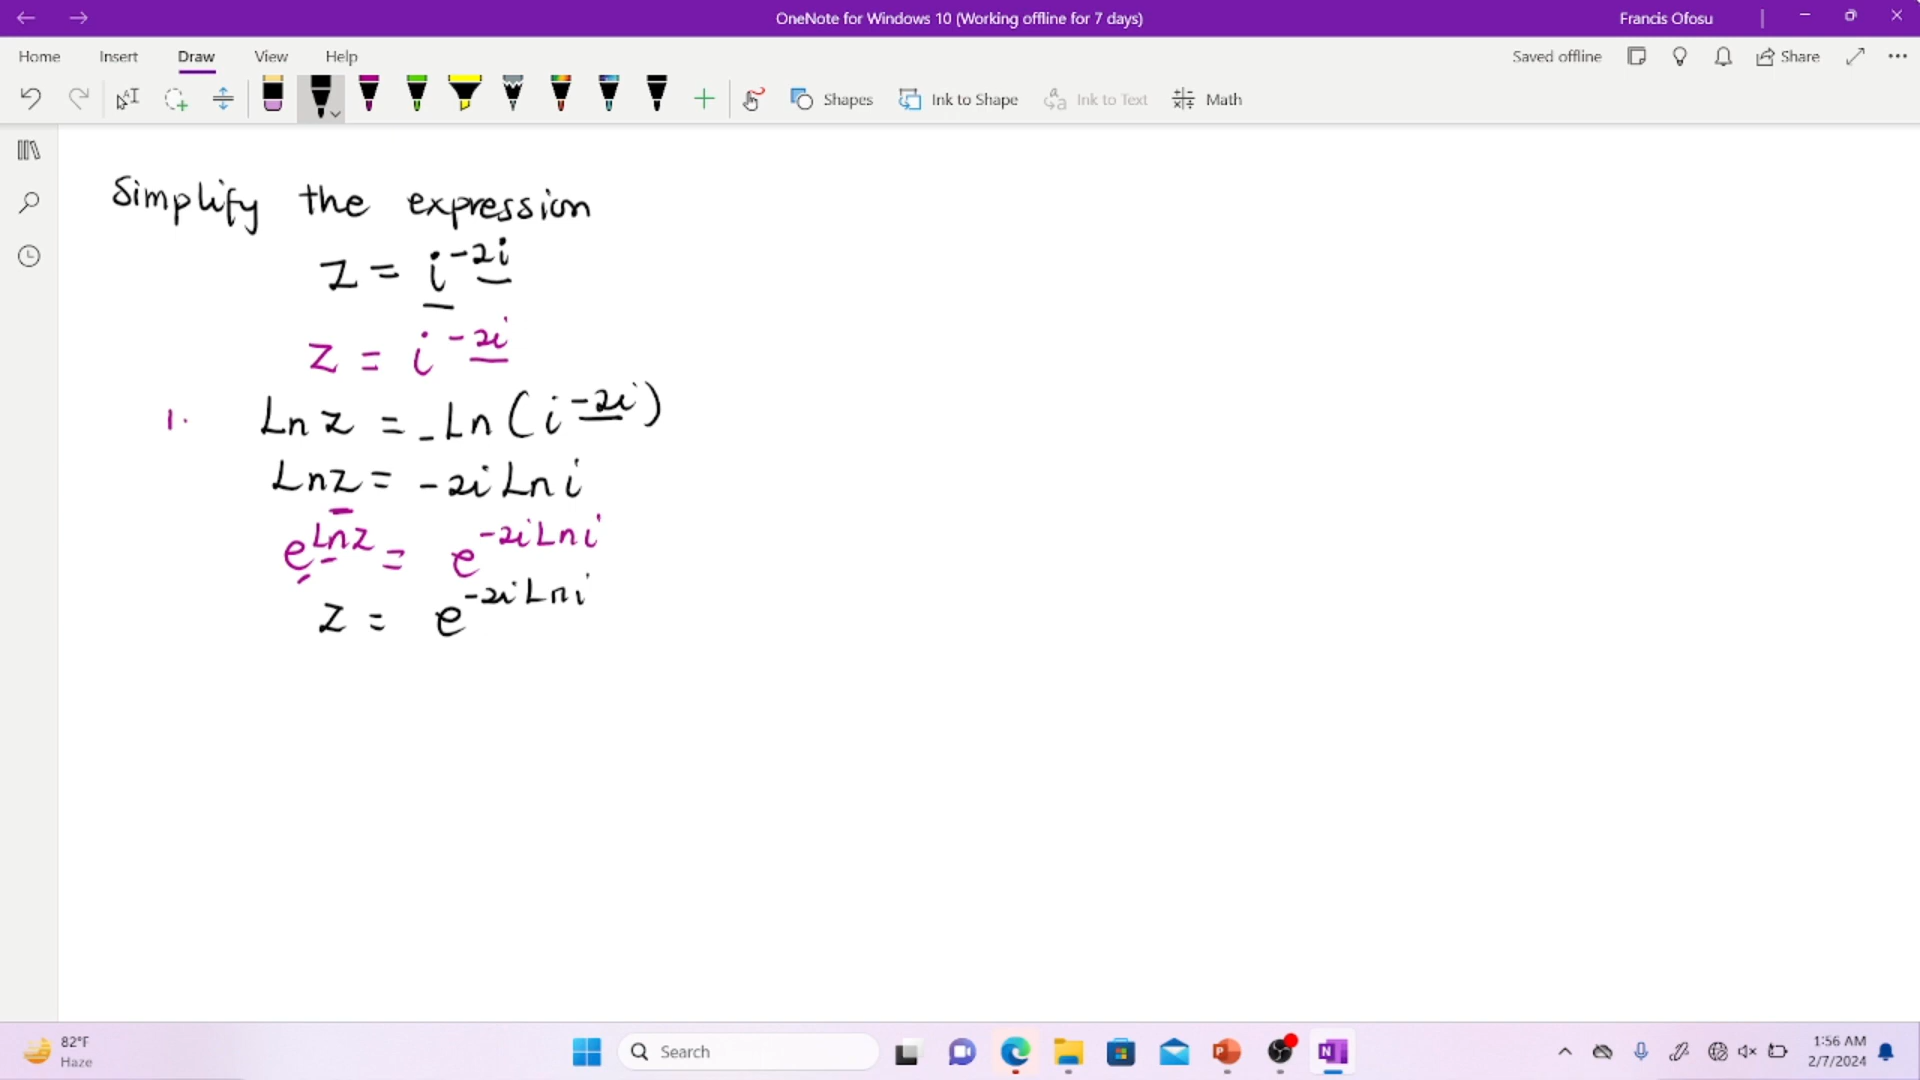 OneNote for Windows 10 (Working offline for 7 days)
Francis Ofosu
Home Insert Draw View Help
Saved offline
Share
Shapes
Ink to Shape
Ink to Text
Math
Simplify the expression
z = i^-2i
z = i^-2i
1. Ln z = Ln (i^-2i)
Ln z = -2i Ln i
e^Ln z = e^-2i Ln i
z = e^-2i Ln i
82°F
Haze
Search
1:56 AM
2/7/2024